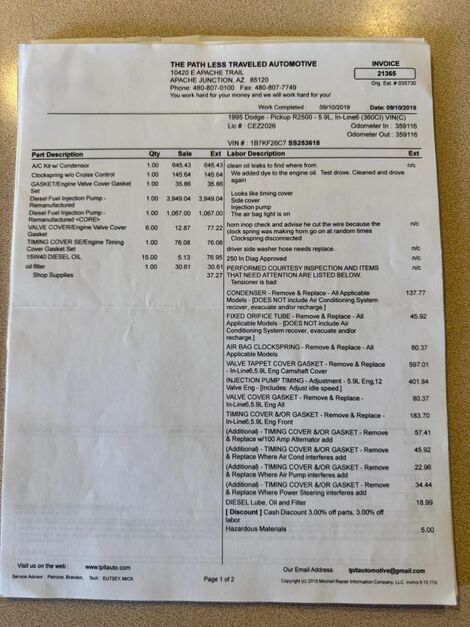 THE PATH LESS TRAVELED AUTOMOTIVE
10420 E APACHE TRAIL
APACHE JUNCTION, AZ. 85120
Phone: 480-807-0100 Fax: 480-807-7749
You work hard for your money and we will work hard for you!
INVOICE
21365
Org. Est. # 035730
Work Completed : 09/10/2019 Date: 09/10/2019
1995 Dodge - Pickup R2500 - 5.9L, In-Line6 (360CI) VIN(C)
Lic # : CEZ2026 Odometer In : 359116
Odometer Out : 359116
VIN # : 1B7KF26C7 SS253618
Part Description Qty Sale Ext
A/C Kit w/ Condensor 1.00 645.43 645.43
Clockspring w/o Cruise Control 1.00 145.64 145.64
GASKET/Engine Valve Cover Gasket Set 1.00 35.86 35.86
Diesel Fuel Injection Pump - Remanufactured 1.00 3,949.04 3,949.04
Diesel Fuel Injection Pump - Remanufactured <CORE> 1.00 1,067.00 1,067.00
VALVE COVER/Engine Valve Cover Gasket 6.00 12.87 77.22
TIMING COVER SE/Engine Timing Cover Gasket Set 1.00 76.08 76.08
15W40 DIESEL OIL 15.00 5.13 76.95
oil filter 1.00 30.61 30.61
Shop Supplies 37.27
Labor Description Ext
clean oil leaks to find where from. n/c
We added dye to the engine oil. Test drove. Cleaned and drove
again
Looks like timing cover
Side cover
Injection pump
The air bag light is on
horn inop check and advise he cut the wire because the n/c
clock spring was making horn go on at random times
Clockspring disconnected
driver side washer hose needs replace. n/c
250 In Diag Approved n/c
PERFORMED COURTESY INSPECTION AND ITEMS n/c
THAT NEED ATTENTION ARE LISTED BELOW.
Tensioner is bad
CONDENSER - Remove & Replace - All Applicable 137.77
Models - [DOES NOT include Air Conditioning System
recover, evacuate and/or recharge.]
FIXED ORIFICE TUBE - Remove & Replace - All 45.92
Applicable Models - [DOES NOT include Air
Conditioning System recover, evacuate and/or
recharge.]
AIR BAG CLOCKSPRING - Remove & Replace - All 80.37
Applicable Models
VALVE TAPPET COVER GASKET - Remove & Replace 597.01
- In-Line6,5.9L Eng Camshaft Cover
INJECTION PUMP TIMING - Adjustment - 5.9L Eng,12 401.84
Valve Eng - [Includes: Adjust idle speed.]
VALVE COVER GASKET - Remove & Replace - 80.37
In-Line6,5.9L Eng All
TIMING COVER &/OR GASKET - Remove & Replace - 183.70
In-Line6,5.9L Eng Front
(Additional) - TIMING COVER &/OR GASKET - Remove 57.41
& Replace w/100 Amp Alternator add
(Additional) - TIMING COVER &/OR GASKET - Remove 45.92
& Replace Where Air Cond interferes add
(Additional) - TIMING COVER &/OR GASKET - Remove 22.96
& Replace Where Air Pump interferes add
(Additional) - TIMING COVER &/OR GASKET - Remove 34.44
& Replace Where Power Steering interferes add
DIESEL Lube, Oil and Filter 18.99
[ Discount ] Cash Discount 3.00% off parts, 3.00% off
labor
Hazardous Materials 5.00
Visit us on the web : www.tpltauto.com Our Email Address: tpltautomotive@gmail.com
Service Advisor : Petricze, Brandon Tech : EUTSEY, MICK Page 1 of 2 Copyright (c) 2019 Mitchell Repair Information Company, LLC